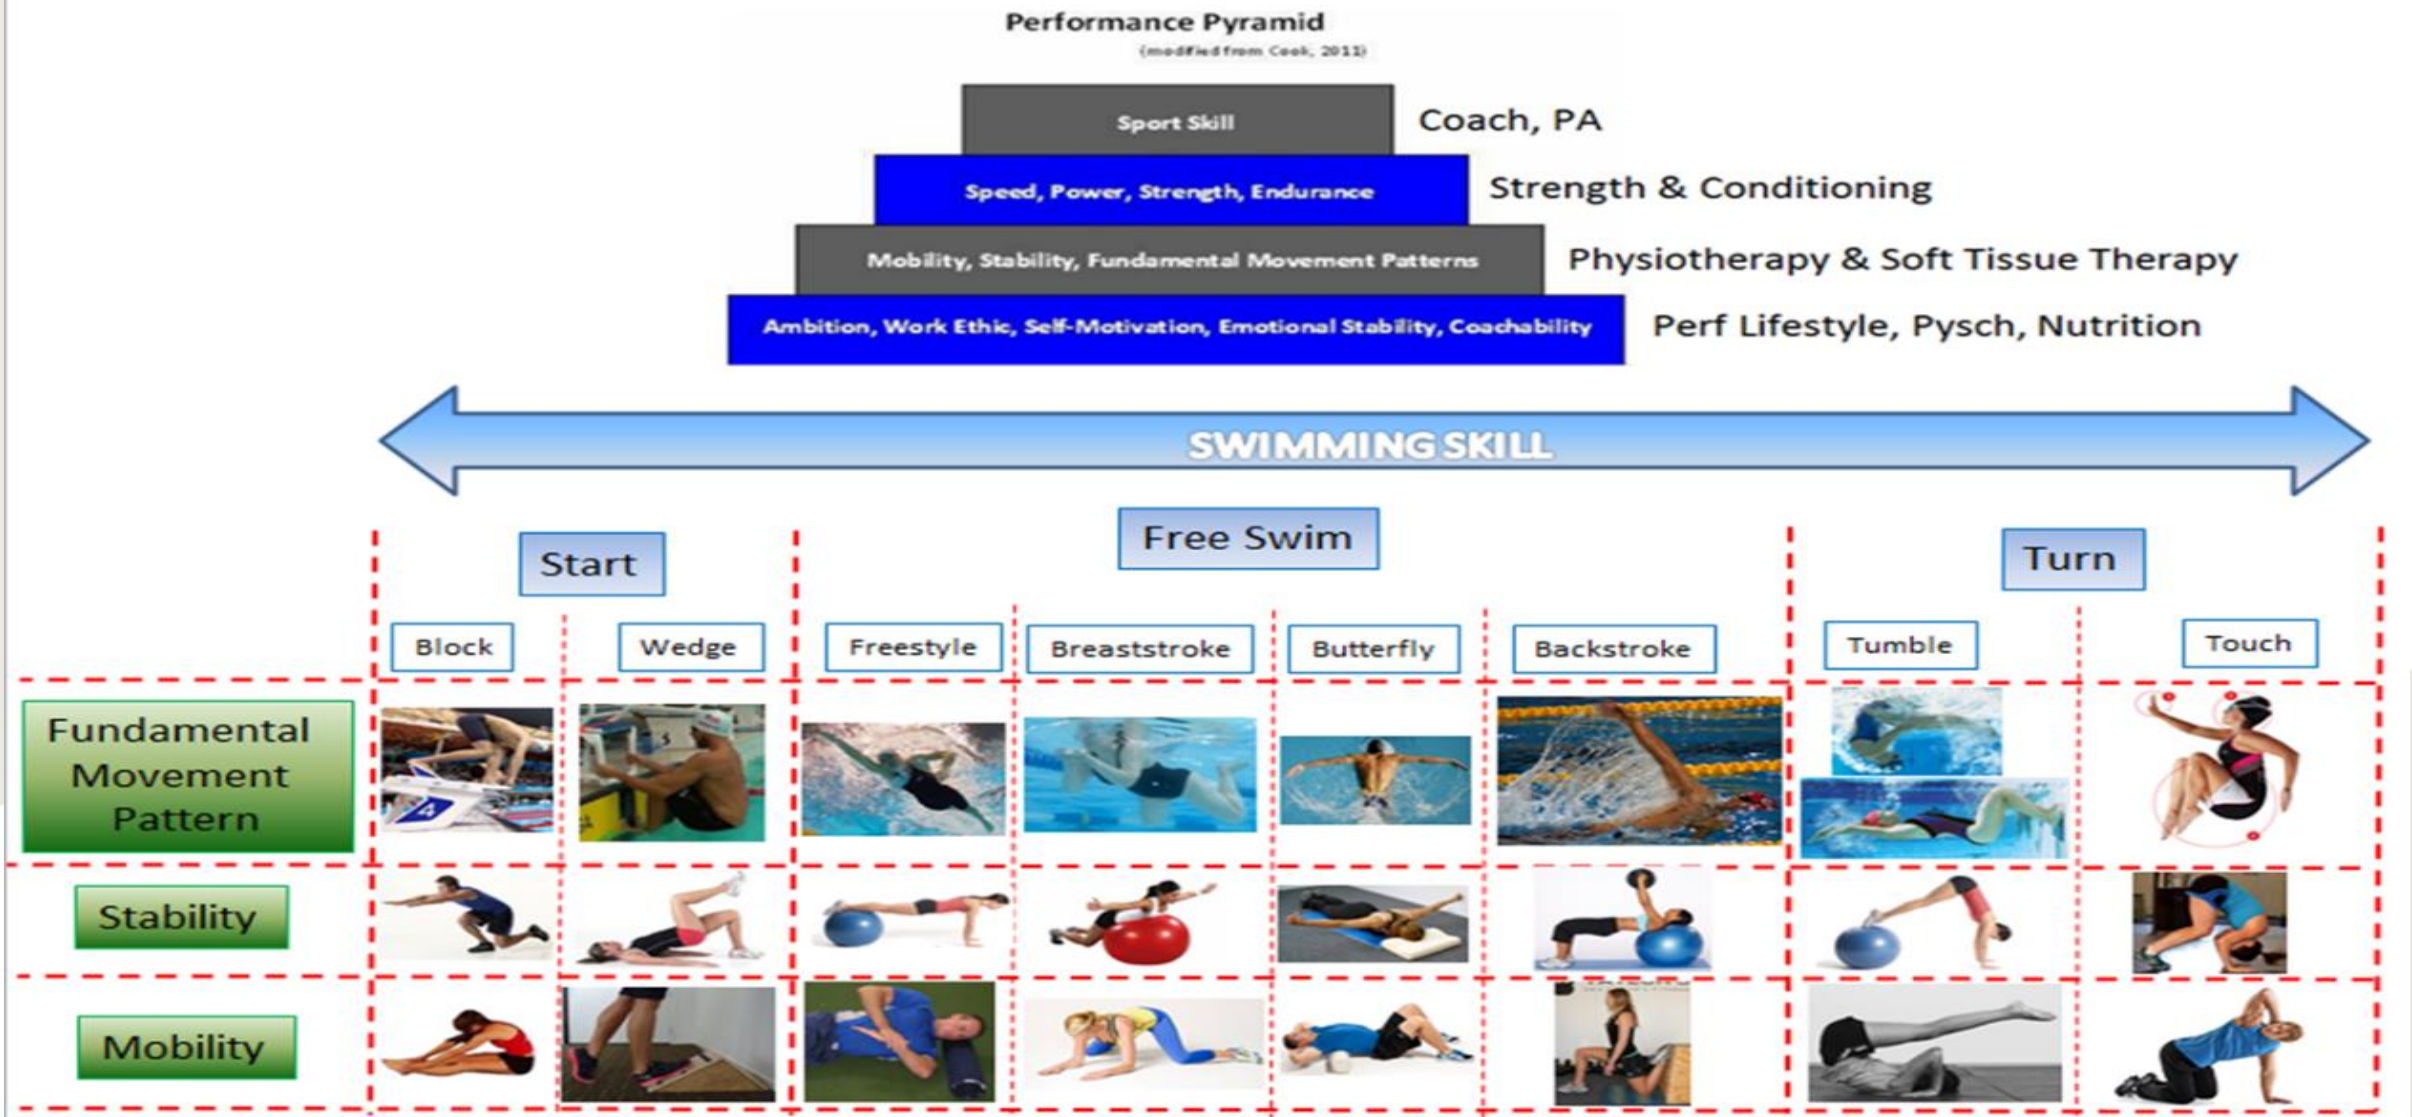 Performance Pyramid
(modified from Cook, 2011)
Sport Skill
Coach, PA
Speed, Power, Strength, Endurance
Strength & Conditioning
Mobility, Stability, Fundamental Movement Patterns
Physiotherapy & Soft Tissue Therapy
Ambition, Work Ethic, Self-Motivation, Emotional Stability, Coachability
Perf Lifestyle, Pysch, Nutrition
SWIMMING SKILL
Start
Free Swim
Turn
Block
Wedge
Freestyle
Breaststroke
Butterfly
Backstroke
Tumble
Touch
Fundamental
Movement
Pattern
Stability
Mobility